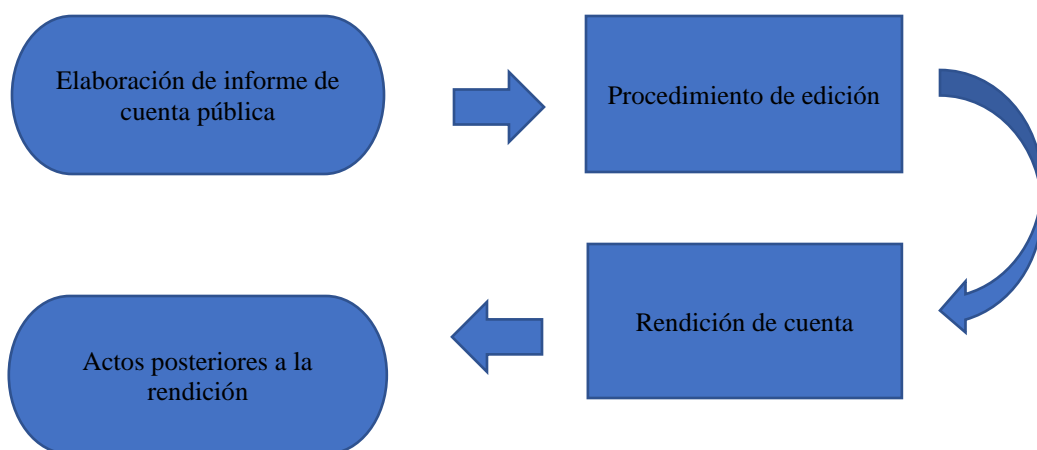 Elaboración de informe de
cuenta pública
Procedimiento de edición
Rendición de cuenta
Actos posteriores a la
rendición